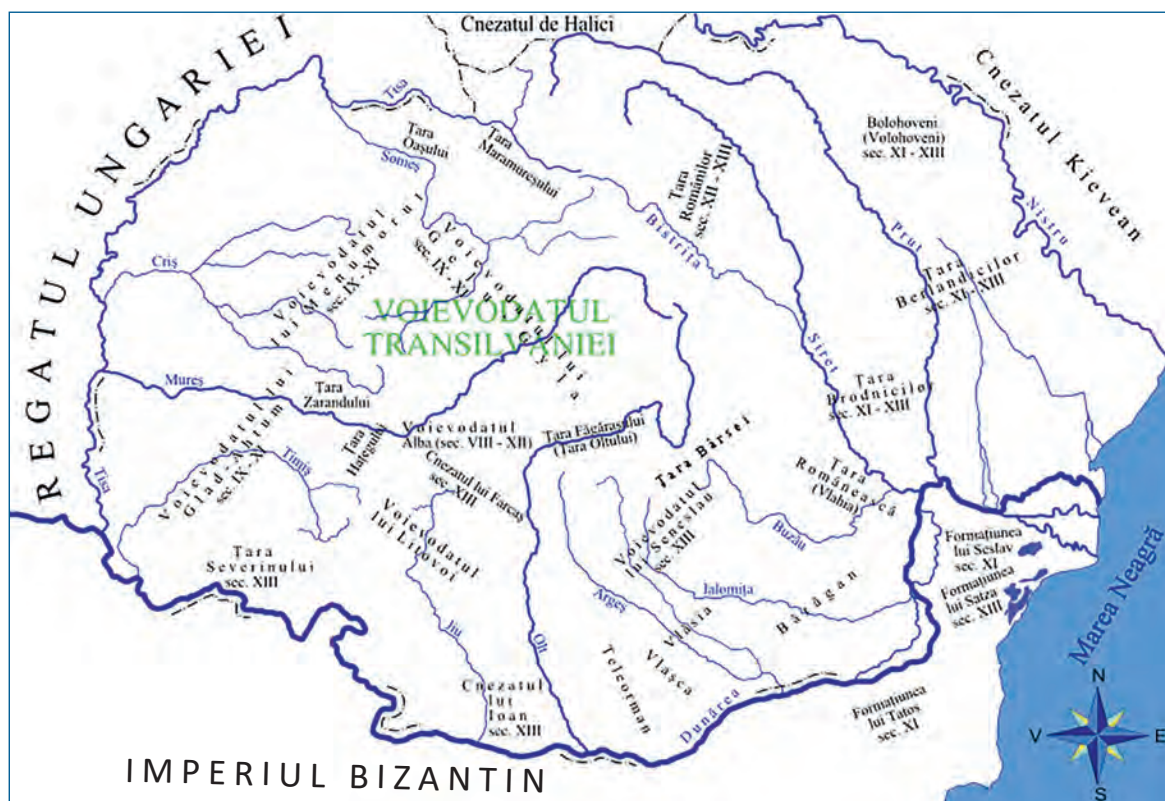 Cnezatul de Halici
REGATUL UNGARIEI
Cnezatul Kievean
Tisa
Țara
Oașului
Țara
Maramureșului
Someș
Bolohoveni
(Volohoveni)
sec. XI - XIII
Țara
Românilor
sec. XII - XIII
Nistru
Bistrița
Prut
Criș
Voievodatul
lui Menumorut
sec. IX - XI
Voievodatul lui
Gelu Gyla
sec. IX - XI
Țara
Berlandicilor
sec. XI - XIII
VOIEVODATUL
TRANSILVANIEI
Siret
Mureș
Țara
Zarandului
Țara
Brodnicilor
sec. XI - XIII
Voievodatul lui
Glad-Ahtum
sec. IX - XI
Țara
Hațegului
Voievodatul
Alba (sec. VIII - XII)
Țara Făgărașului
(Țara Oltului)
Țara Bârsei
Tisa
Timiș
Cnezatul lui Farcaș
sec. XIII
Țara
Românească
(Vlahia)
Voievodatul
lui Litovoi
Voievodatul
lui Seneslau
sec. XIII
Buzău
Formațiunea
lui Seslav
sec. XI
Țara
Severinului
sec. XIII
Formațiunea
lui Satza
sec. XIII
Argeș
Ialomița
Bărăgan
Vlăsia
Marea Neagră
Jiu
Olt
Vlașca
Teleorman
Cnezatul
lui
Ioan
sec. XIII
Dunărea
Formațiunea
lui Tatos
sec. XI
N
V
E
S
IMPERIUL BIZANTIN